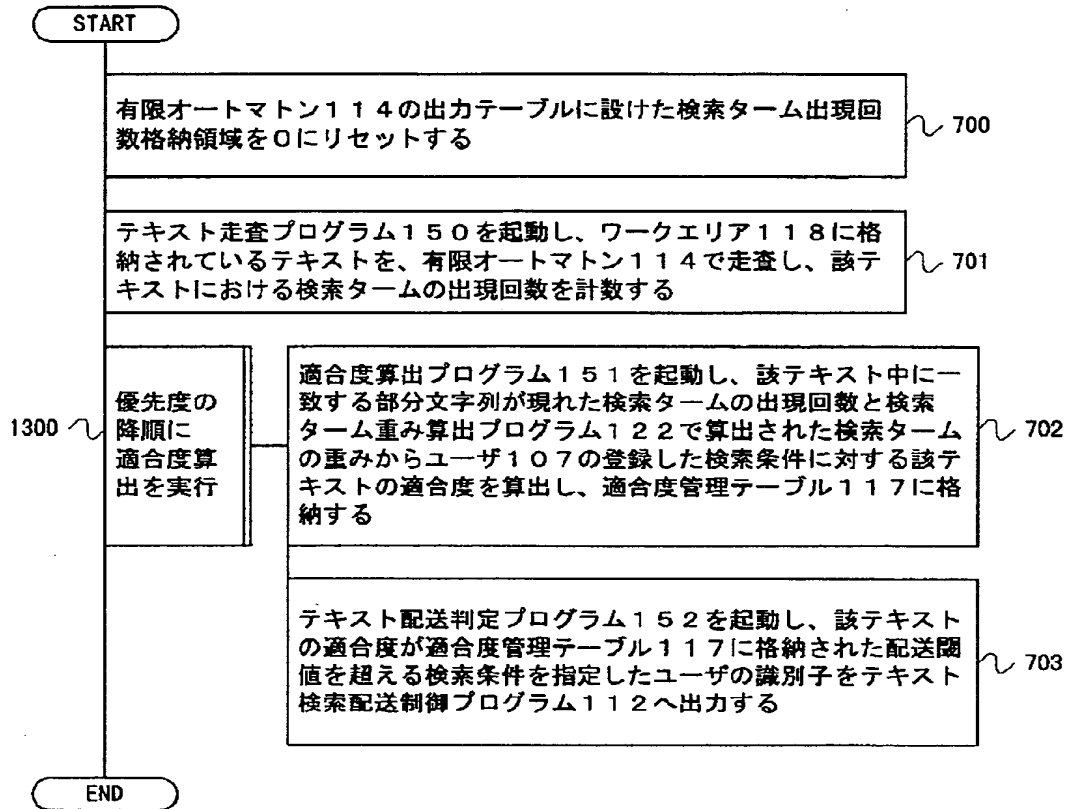 START
有限オートマトン１１４の出力テーブルに設けた検索ターム出現回
数格納領域を０にリセットする
700
テキスト走査プログラム１５０を起動し、ワークエリア１１８に格
納されているテキストを、有限オートマトン１１４で走査し、該テ
キストにおける検索タームの出現回数を計数する
701
1300
優先度の
降順に
適合度算
出を実行
適合度算出プログラム１５１を起動し、該テキスト中に一
致する部分文字列が現れた検索タームの出現回数と検索
ターム重み算出プログラム１２２で算出された検索ターム
の重みからユーザ１０７の登録した検索条件に対する該テ
キストの適合度を算出し、適合度管理テーブル１１７に格
納する
702
テキスト配送判定プログラム１５２を起動し、該テキスト
の適合度が適合度管理テーブル１１７に格納された配送閾
値を超える検索条件を指定したユーザの識別子をテキスト
検索配送制御プログラム１１２へ出力する
703
END